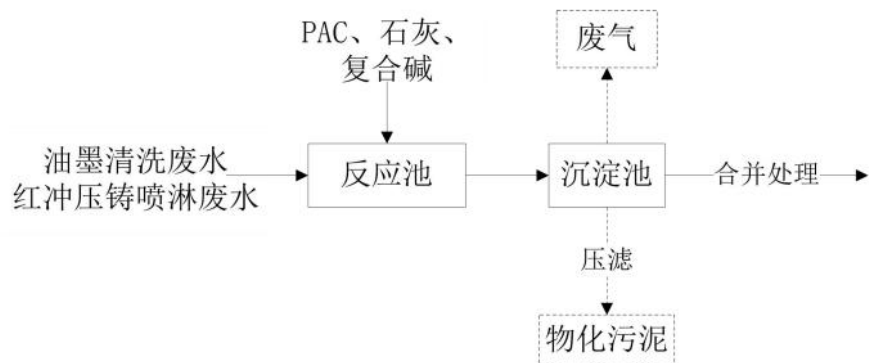 PAC、石灰、
复合碱
废气
油墨清洗废水
红冲压铸喷淋废水
反应池
沉淀池
合并处理
压滤
物化污泥